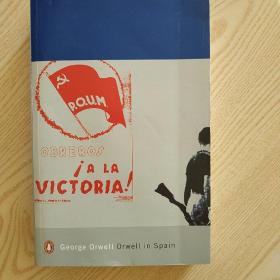 P.O.U.M
OBREROS
¡A LA
VICTORIA!
George Orwell Orwell in Spain